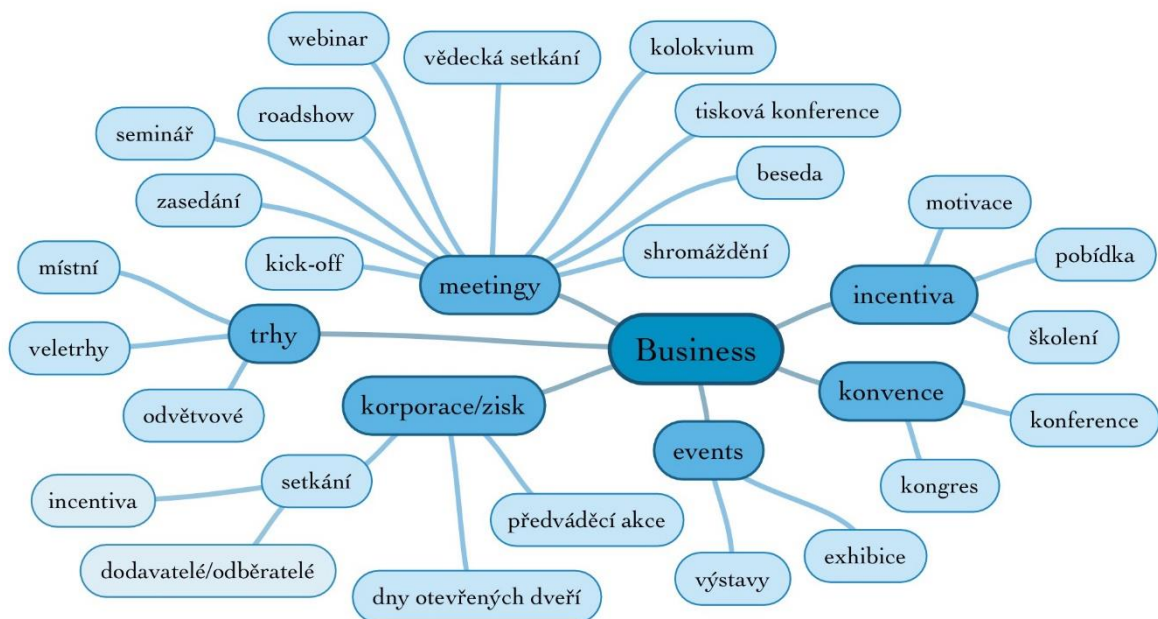 webinar
vědecká setkání
kolokvium
roadshow
tisková konference
seminář
beseda
zasedání
motivace
shromáždění
kick-off
místní
pobídka
meetingy
incentiva
trhy
veletrhy
Business
školení
odvětvové
korporace/zisk
konvence
konference
events
setkání
kongres
incentiva
předváděcí akce
dodavatelé/odběratelé
exhibice
výstavy
dny otevřených dveří